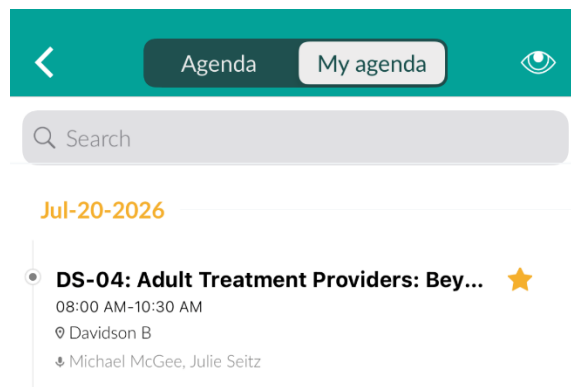 Agenda My agenda
Search
Jul-20-2026
DS-04: Adult Treatment Providers: Bey...
08:00 AM-10:30 AM
Davidson B
Michael McGee, Julie Seitz